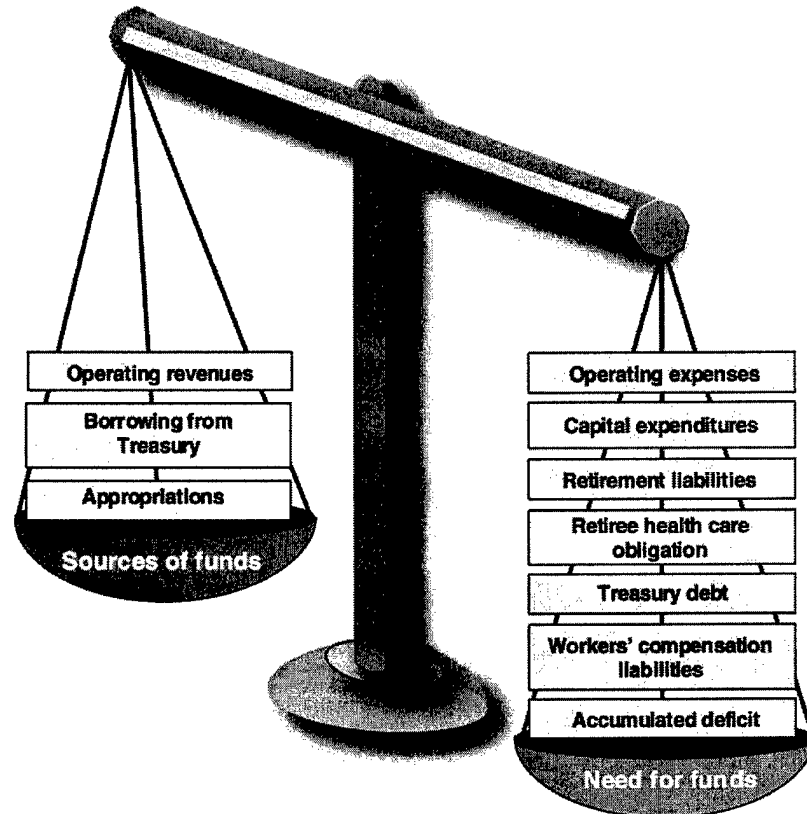 Operating revenues
Borrowing from
Treasury
Appropriations
Sources of funds
Operating expenses
Capital expenditures
Retirement liabilities
Retiree health care
obligation
Treasury debt
Workers' compensation
liabilities
Accumulated deficit
Need for funds